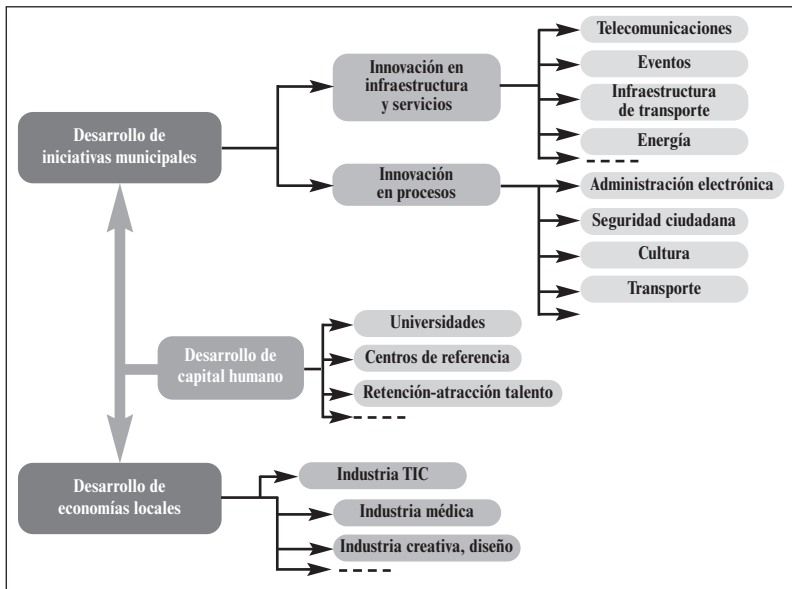 Desarrollo de
iniciativas municipales
Innovación en
infraestructura
y servicios
Telecomunicaciones
Eventos
Infraestructura
de transporte
Energía
Innovación
en procesos
Administración electrónica
Seguridad ciudadana
Cultura
Transporte
Desarrollo de
capital humano
Universidades
Centros de referencia
Retención-atracción talento
Desarrollo de
economías locales
Industria TIC
Industria médica
Industria creativa, diseño